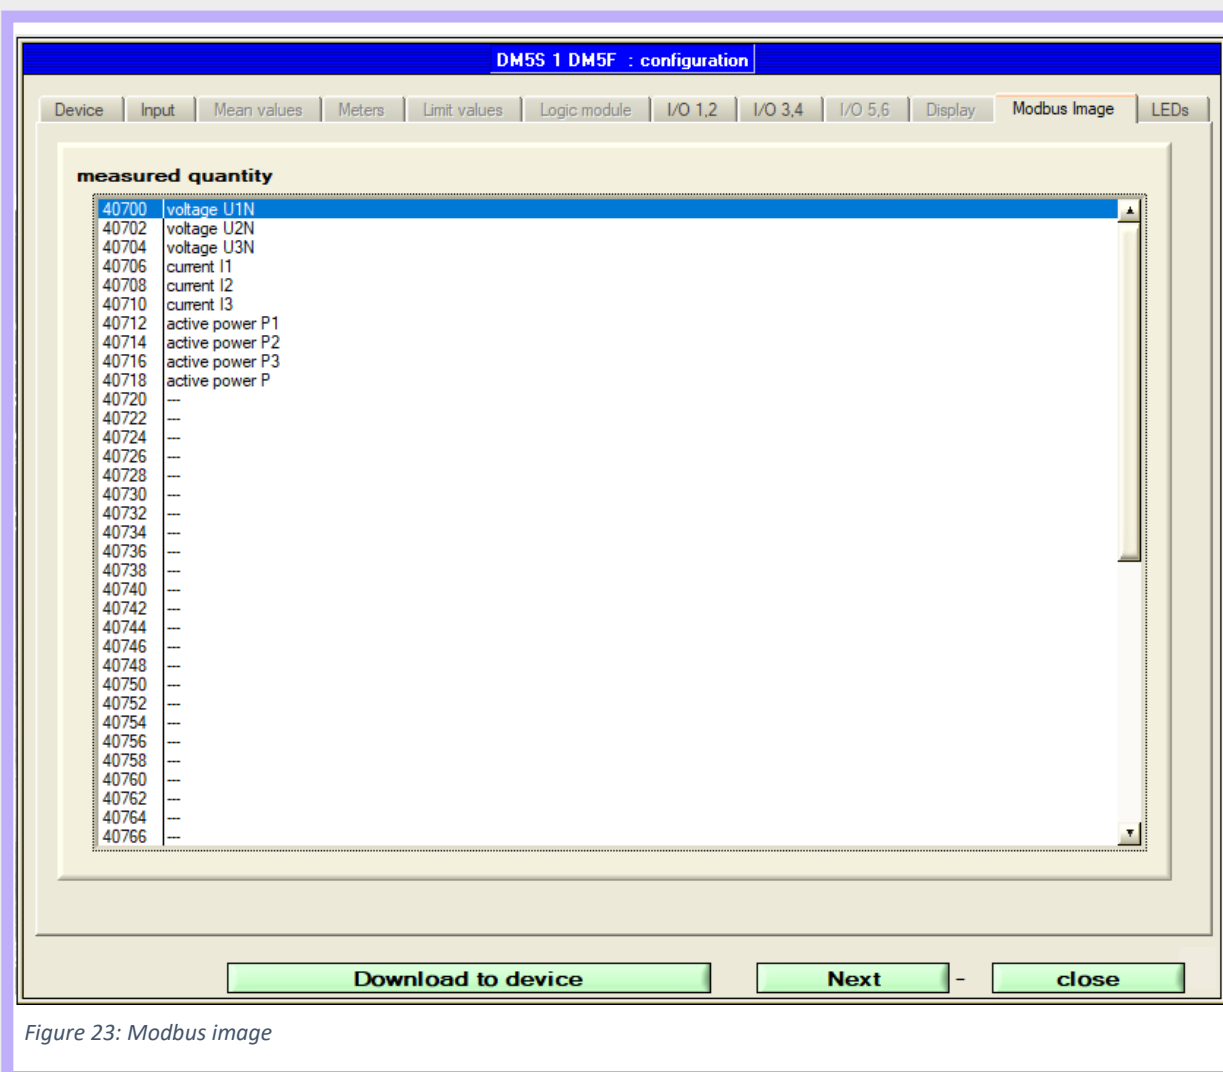 DM5S 1 DM5F : configuration
Device Input Mean values Meters Limit values Logic module I/O 1,2 I/O 3,4 I/O 5,6 Display Modbus Image LEDs
measured quantity
40700 voltage U1N
40702 voltage U2N
40704 voltage U3N
40706 current I1
40708 current I2
40710 current I3
40712 active power P1
40714 active power P2
40716 active power P3
40718 active power P
40720 ---
40722 ---
40724 ---
40726 ---
40728 ---
40730 ---
40732 ---
40734 ---
40736 ---
40738 ---
40740 ---
40742 ---
40744 ---
40746 ---
40748 ---
40750 ---
40752 ---
40754 ---
40756 ---
40758 ---
40760 ---
40762 ---
40764 ---
40766 ---
Download to device Next - close
Figure 23: Modbus image